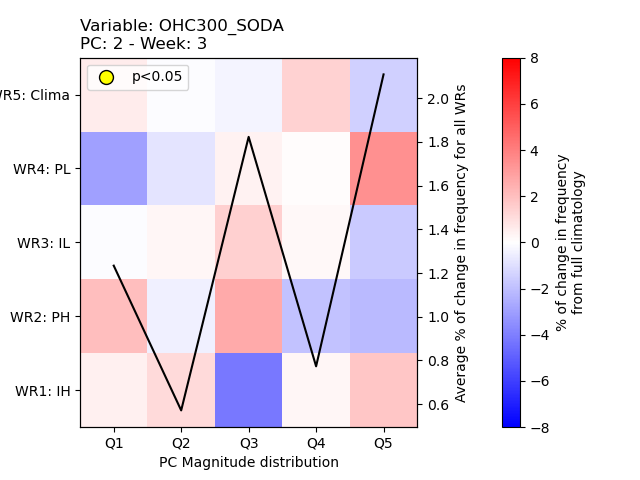 Variable: OHC300_SODA
PC: 2 - Week: 3
p<0.05
WR5: Clima
WR4: PL
WR3: IL
WR2: PH
WR1: IH
Q1 Q2 Q3 Q4 Q5
PC Magnitude distribution
2.0
1.8
1.6
1.4
1.2
1.0
0.8
0.6
Average % of change in frequency for all WRs
8
6
4
2
0
−2
−4
−6
−8
% of change in frequency
from full climatology